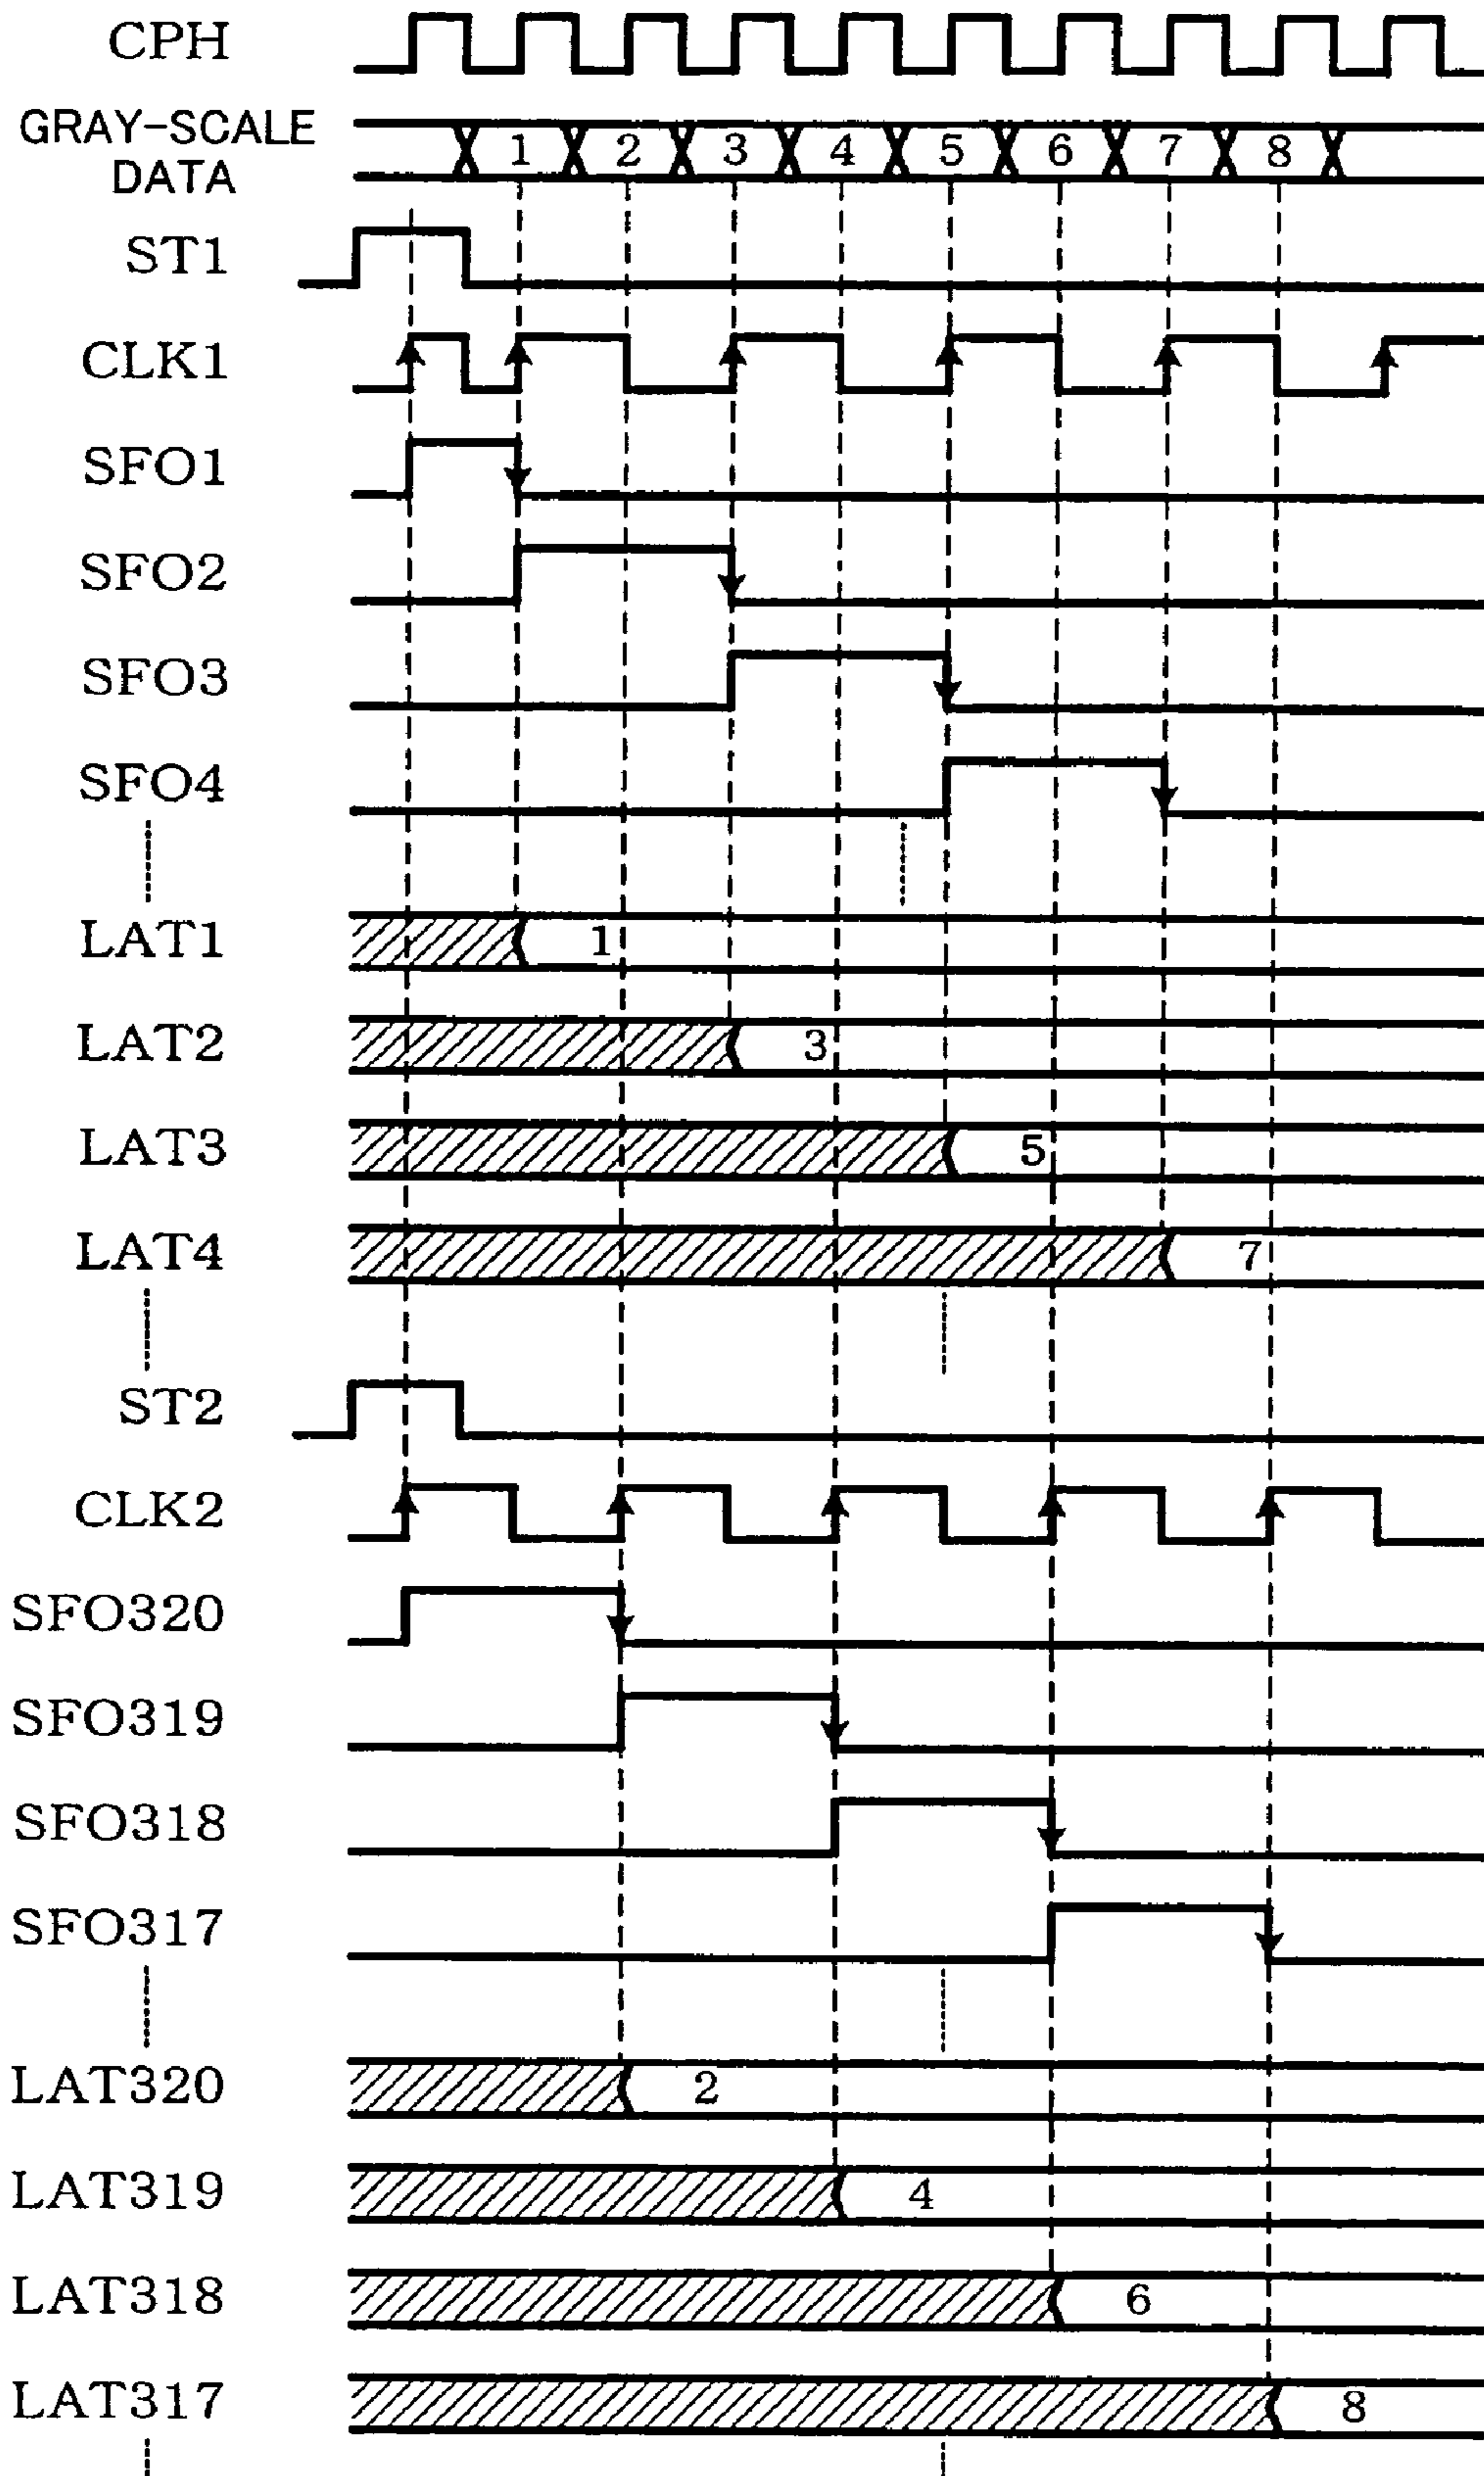 CPH
GRAY-SCALE
DATA
1 2 3 4 5 6 7 8
ST1
CLK1
SFO1
SFO2
SFO3
SFO4
LAT1 1
LAT2 3
LAT3 5
LAT4 7
ST2
CLK2
SFO320
SFO319
SFO318
SFO317
LAT320 2
LAT319 4
LAT318 6
LAT317 8